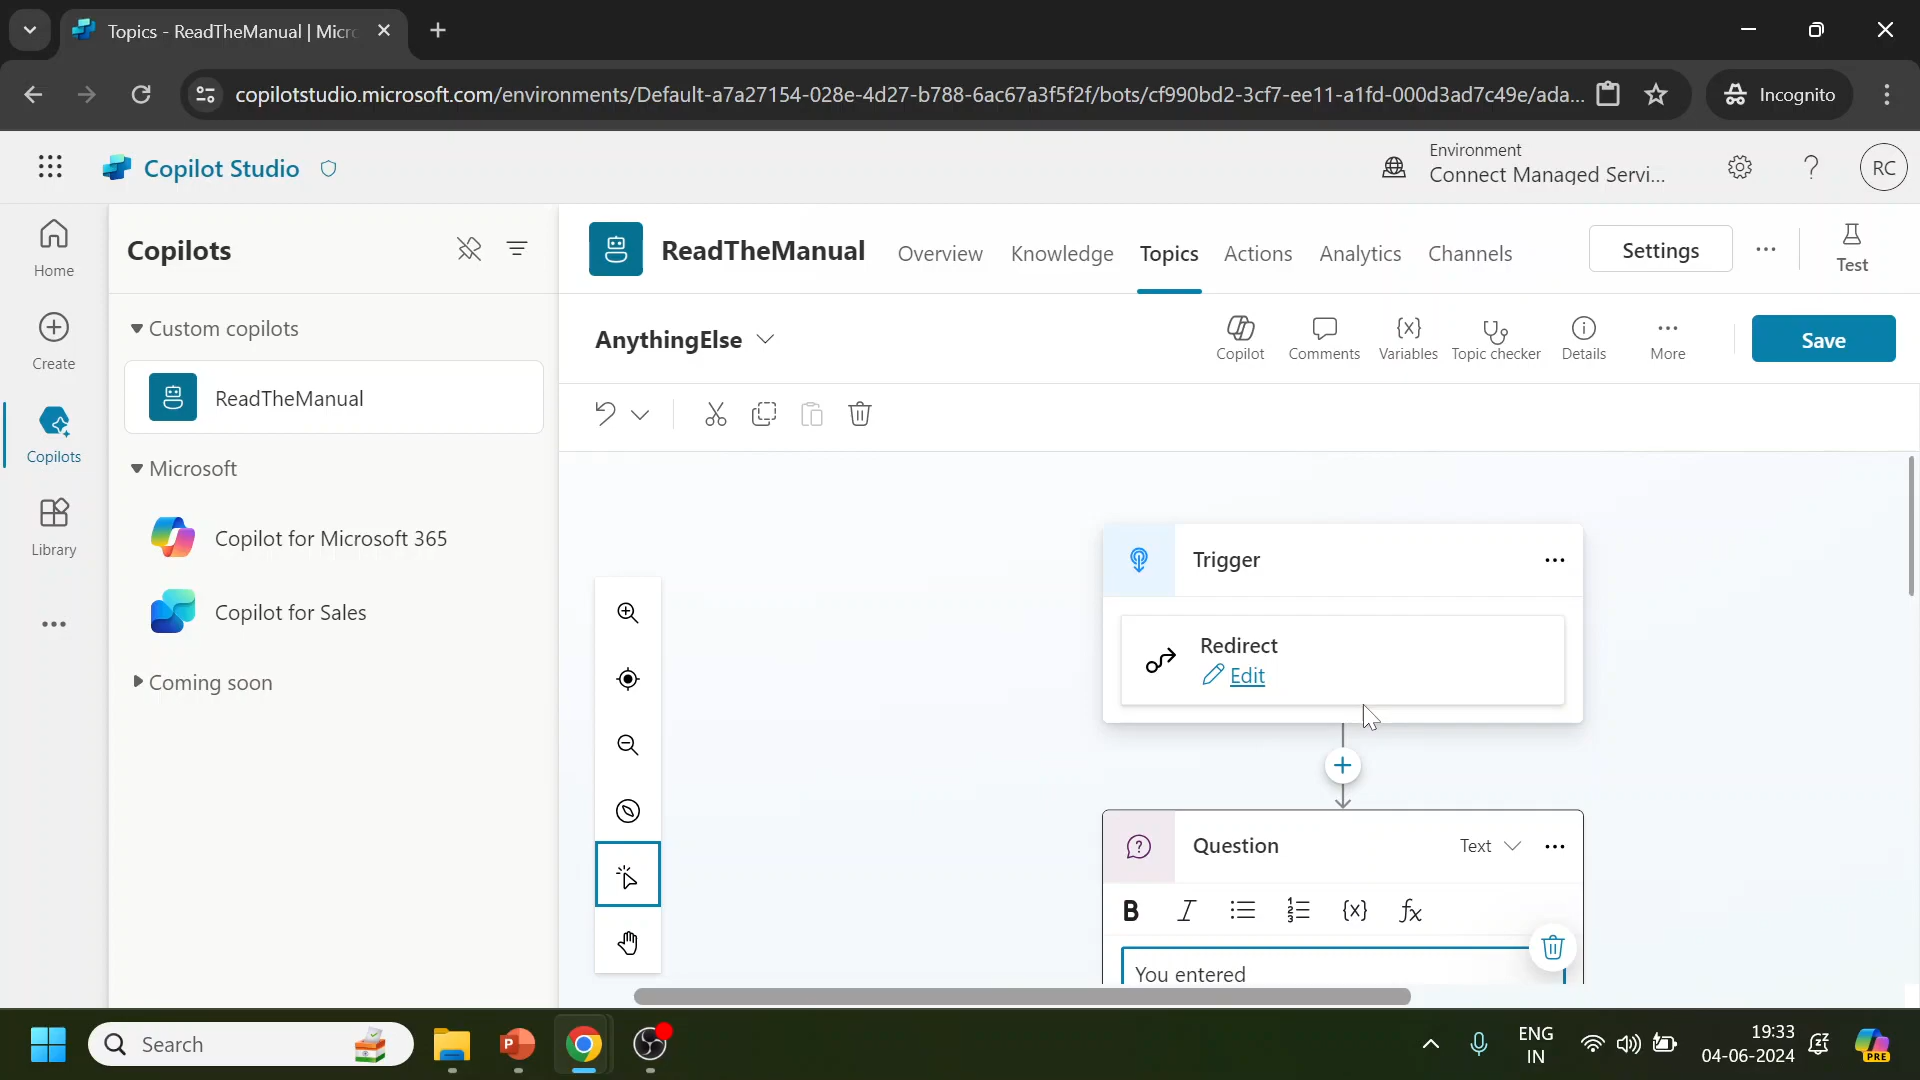 Topics - ReadTheManual | Micr
copilotstudio.microsoft.com/environments/Default-a7a27154-028e-4d27-b788-6ac67a3f5f2f/bots/cf990bd2-3cf7-ee11-a1fd-000d3ad7c49e/ada...
Incognito
Copilot Studio
Environment
Connect Managed Servi...
RC
Home
Create
Copilots
Library
Copilots
Custom copilots
ReadTheManual
Microsoft
Copilot for Microsoft 365
Copilot for Sales
Coming soon
ReadTheManual
Overview
Knowledge
Topics
Actions
Analytics
Channels
Settings
Test
AnythingElse
Copilot
Comments
Variables
Topic checker
Details
More
Save
Trigger
Redirect
Edit
Question
Text
You entered
Search
ENG
IN
19:33
04-06-2024
PRE